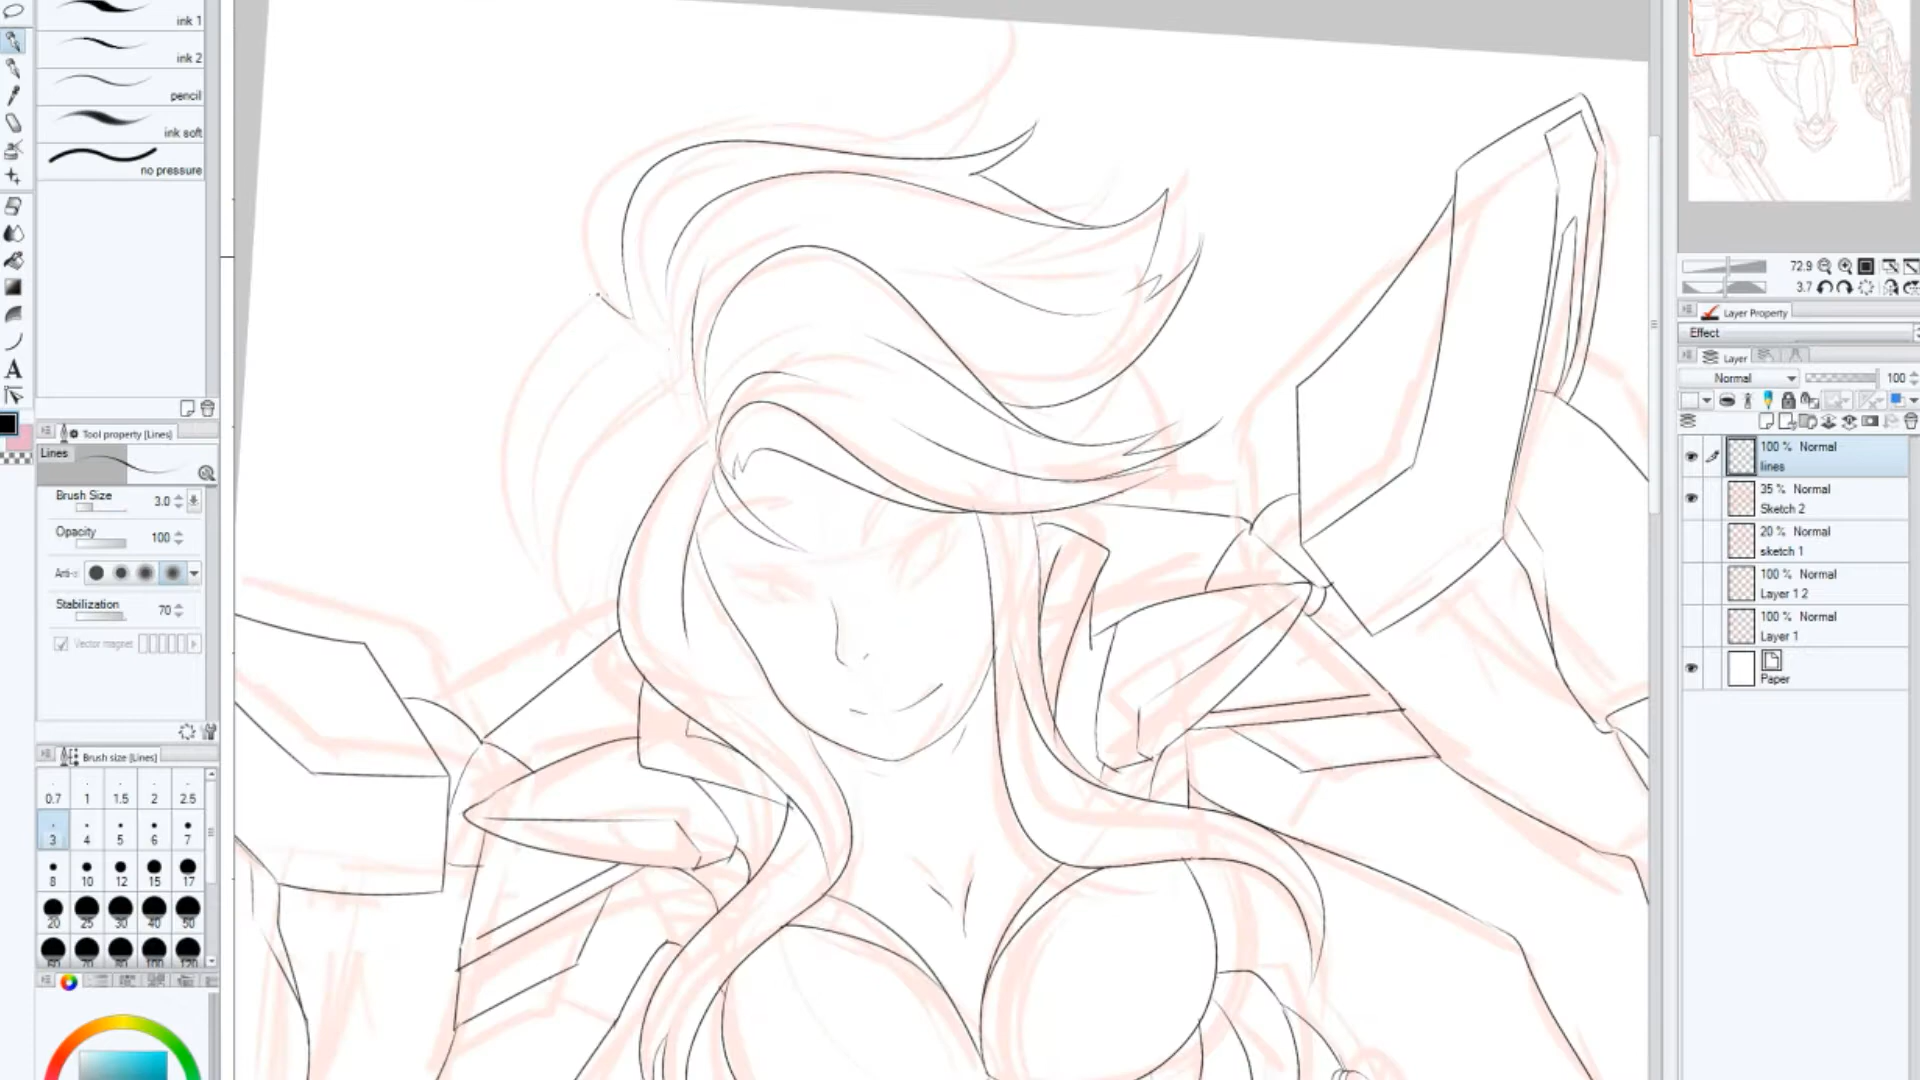 ink 1
ink 2
pencil
ink soft
no pressure
Tool property [Lines]
Lines
Brush Size 3.0
Opacity 100
Stabilization 70
Vector magnet
Brush size [Lines]
0.7 1 1.5 2 2.5
3 4 5 6 7
8 10 12 15 17
20 25 30 40 50
A
72.9
3.7
Layer Property
Effect
Layer
Normal 100
100 % Normal
lines
35 % Normal
Sketch 2
20 % Normal
sketch 1
100 % Normal
Layer 1 2
100 % Normal
Layer 1
Paper